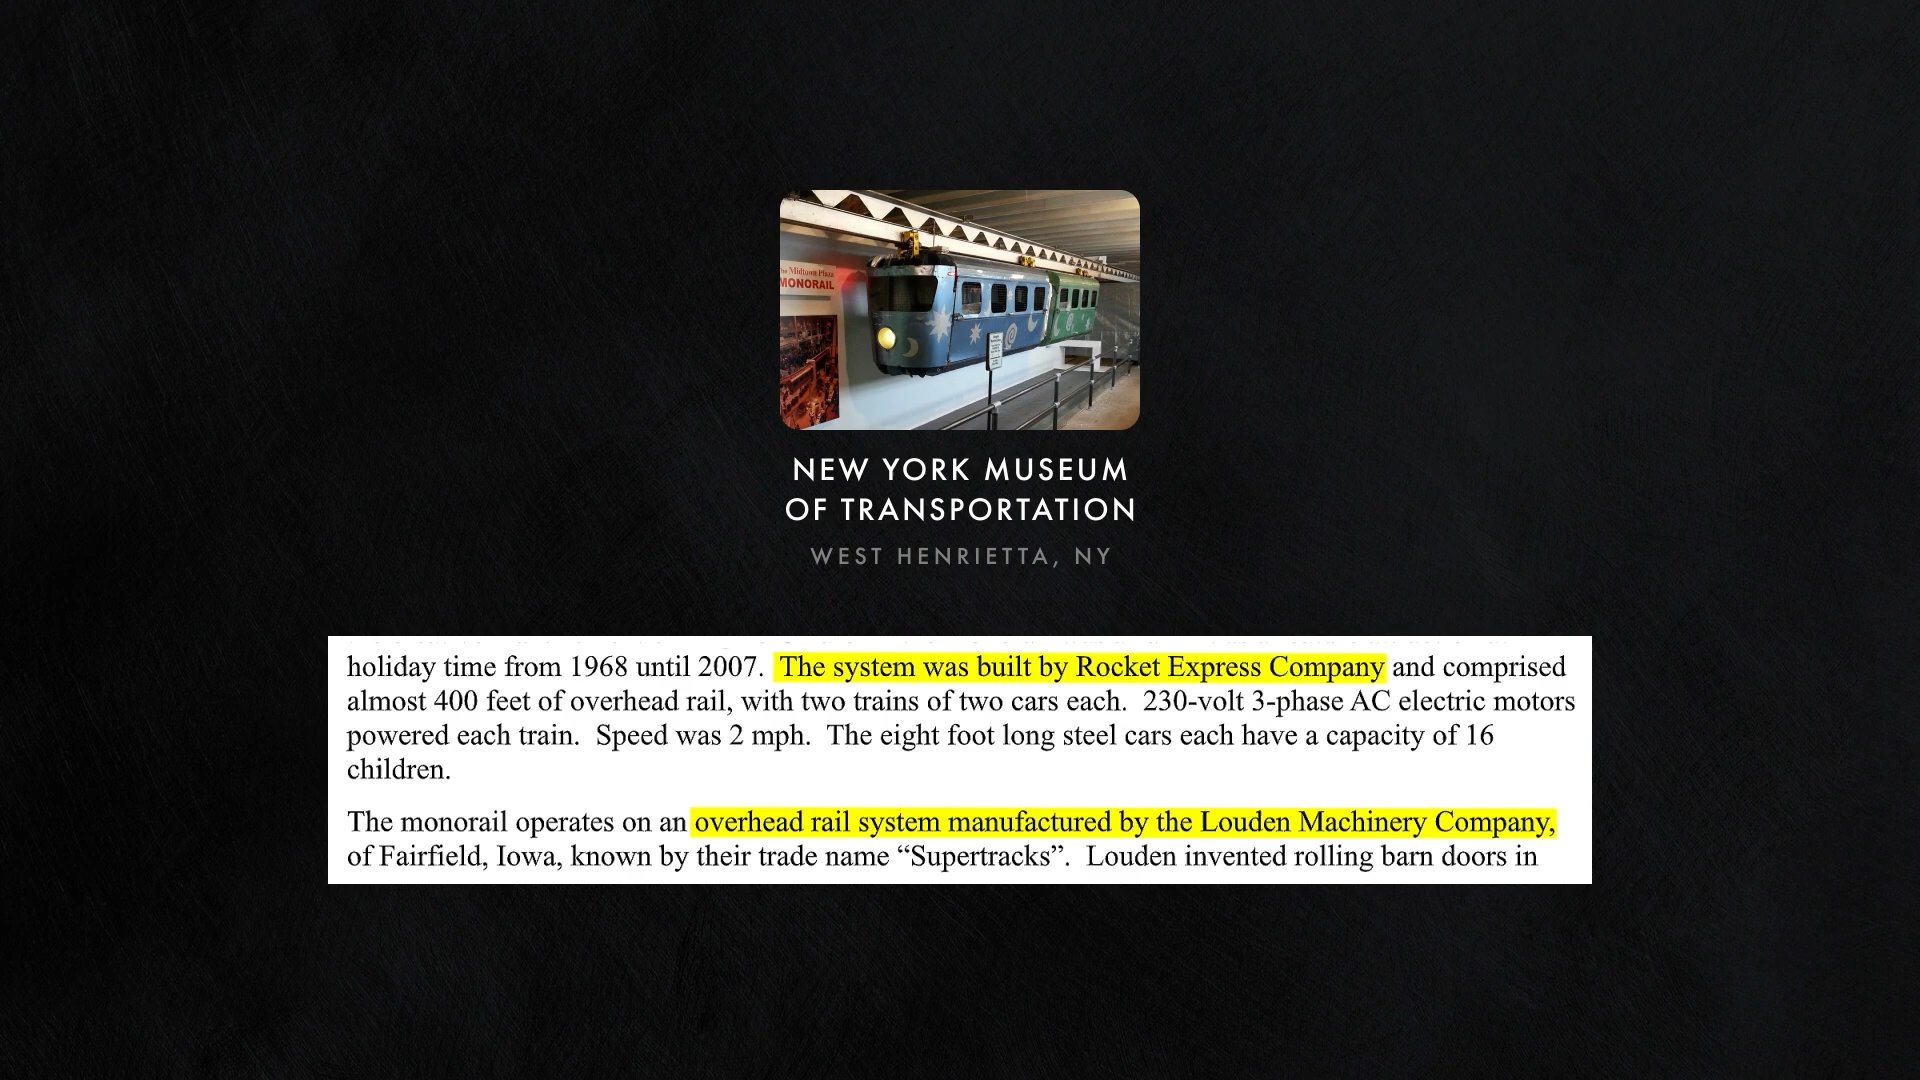 The Midtown Plaza
MONORAIL
NEW YORK MUSEUM
OF TRANSPORTATION
WEST HENRIETTA, NY
holiday time from 1968 until 2007.  The system was built by Rocket Express Company and comprised
almost 400 feet of overhead rail, with two trains of two cars each.  230-volt 3-phase AC electric motors
powered each train.  Speed was 2 mph.  The eight foot long steel cars each have a capacity of 16
children.
The monorail operates on an overhead rail system manufactured by the Louden Machinery Company,
of Fairfield, Iowa, known by their trade name “Supertracks”.  Louden invented rolling barn doors in